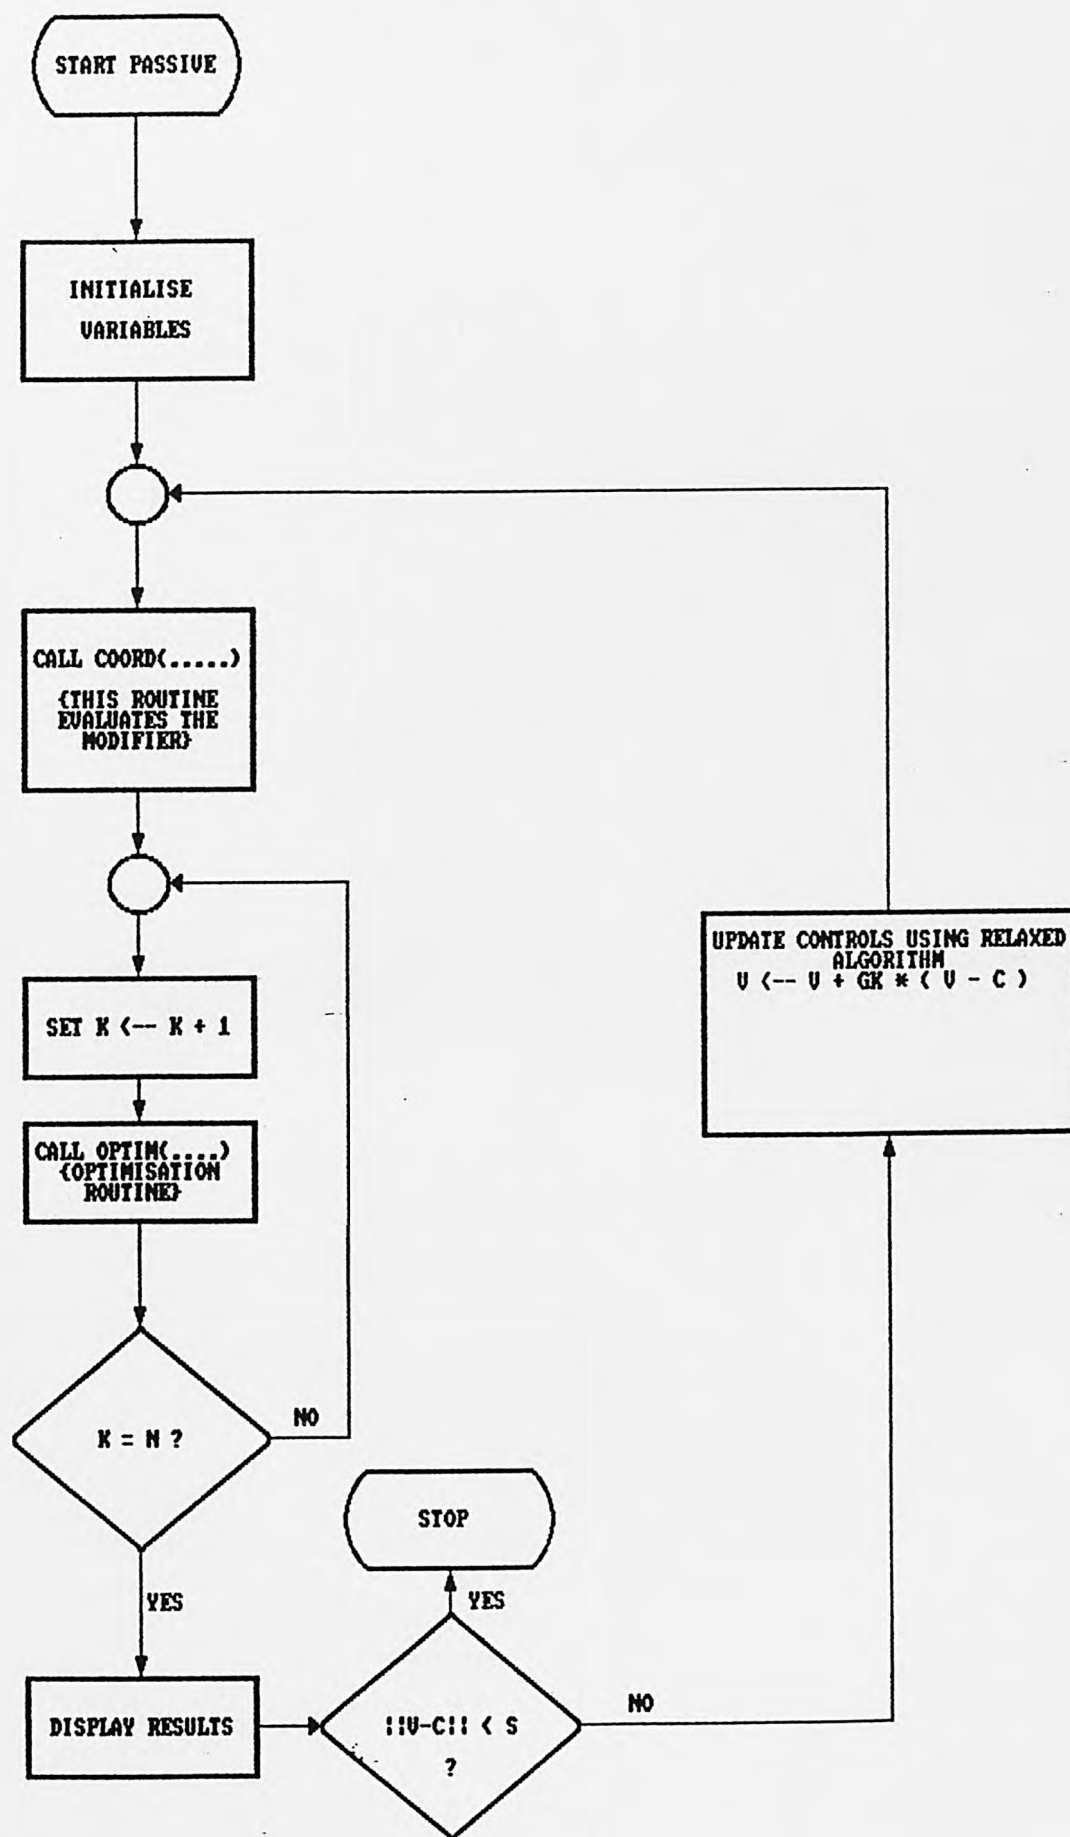 START PASSIVE
INITIALISE
VARIABLES
CALL COORD(.....)
{THIS ROUTINE
EVALUATES THE
MODIFIER}
SET K <-- K + 1
CALL OPTIM(....)
{OPTIMISATION
ROUTINE}
K = N ?
NO
YES
DISPLAY RESULTS
STOP
YES
||V-C|| < S
?
NO
UPDATE CONTROLS USING RELAXED
ALGORITHM
V <-- V + GK * ( V - C )